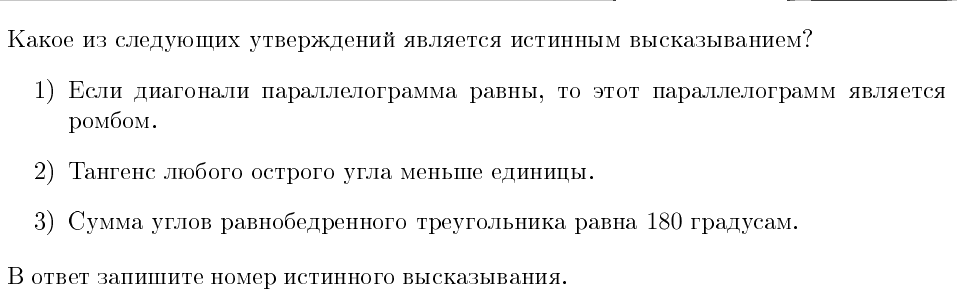 Какое из следующих утверждений является истинным высказыванием?
1) Если диагонали параллелограмма равны, то этот параллелограмм является
ромбом.
2) Тангенс любого острого угла меньше единицы.
3) Сумма углов равнобедренного треугольника равна 180 градусам.
В ответ запишите номер истинного высказывания.